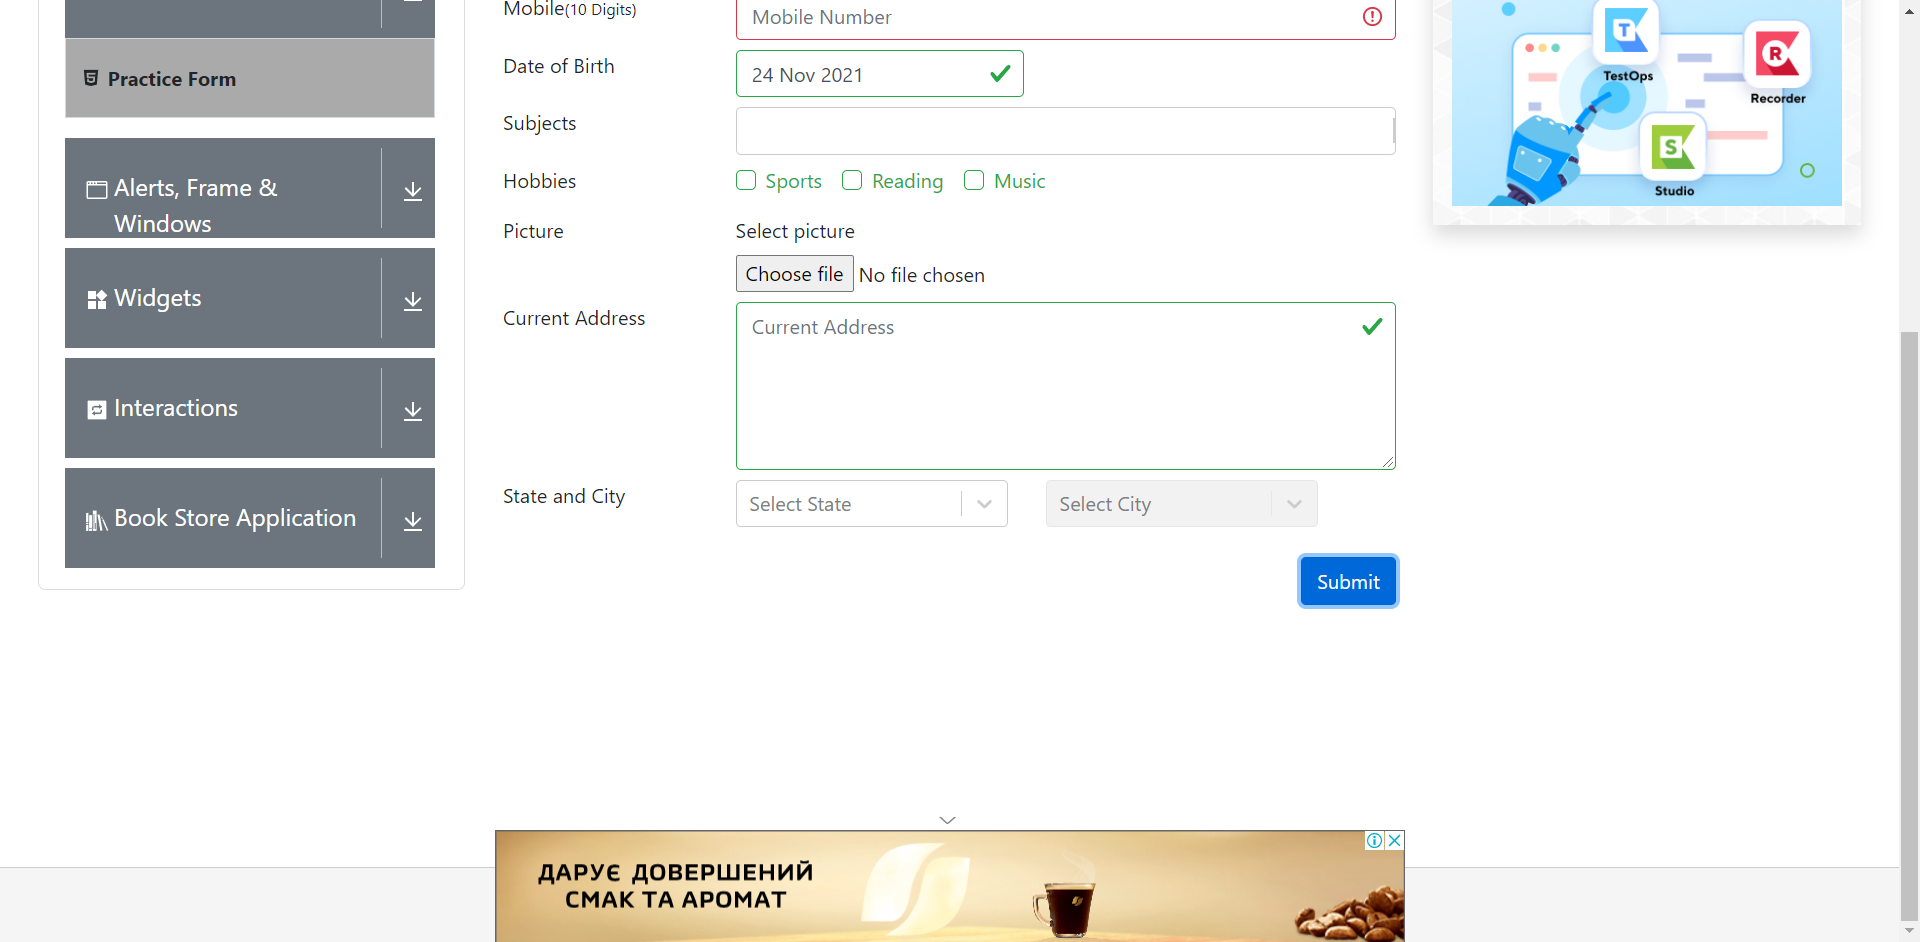 Mobile(10 Digits)
Mobile Number
Practice Form
Date of Birth
24 Nov 2021
Subjects
Hobbies
Sports
Reading
Music
Picture
Select picture
Choose file
No file chosen
Current Address
Current Address
State and City
Select State
Select City
Submit
Alerts, Frame &
Windows
Widgets
Interactions
Book Store Application
T
TestOps
R
Recorder
S
Studio
ДАРУЄ ДОВЕРШЕНИЙ
СМАК ТА АРОМАТ